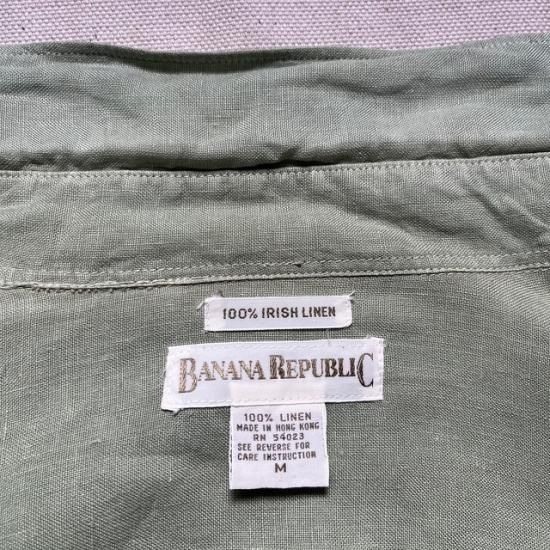 100% IRISH LINEN
BANANA REPUBLIC
100% LINEN
MADE IN HONG KONG
RN 54023
SEE REVERSE FOR
CARE INSTRUCTION
M